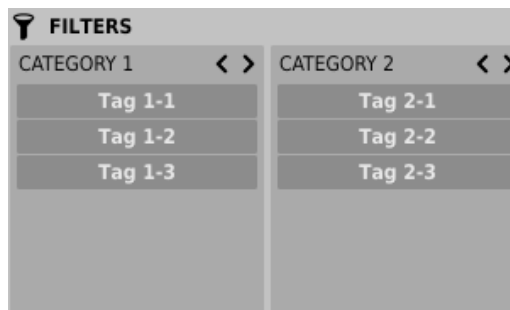 FILTERS
CATEGORY 1
Tag 1-1
Tag 1-2
Tag 1-3
CATEGORY 2
Tag 2-1
Tag 2-2
Tag 2-3